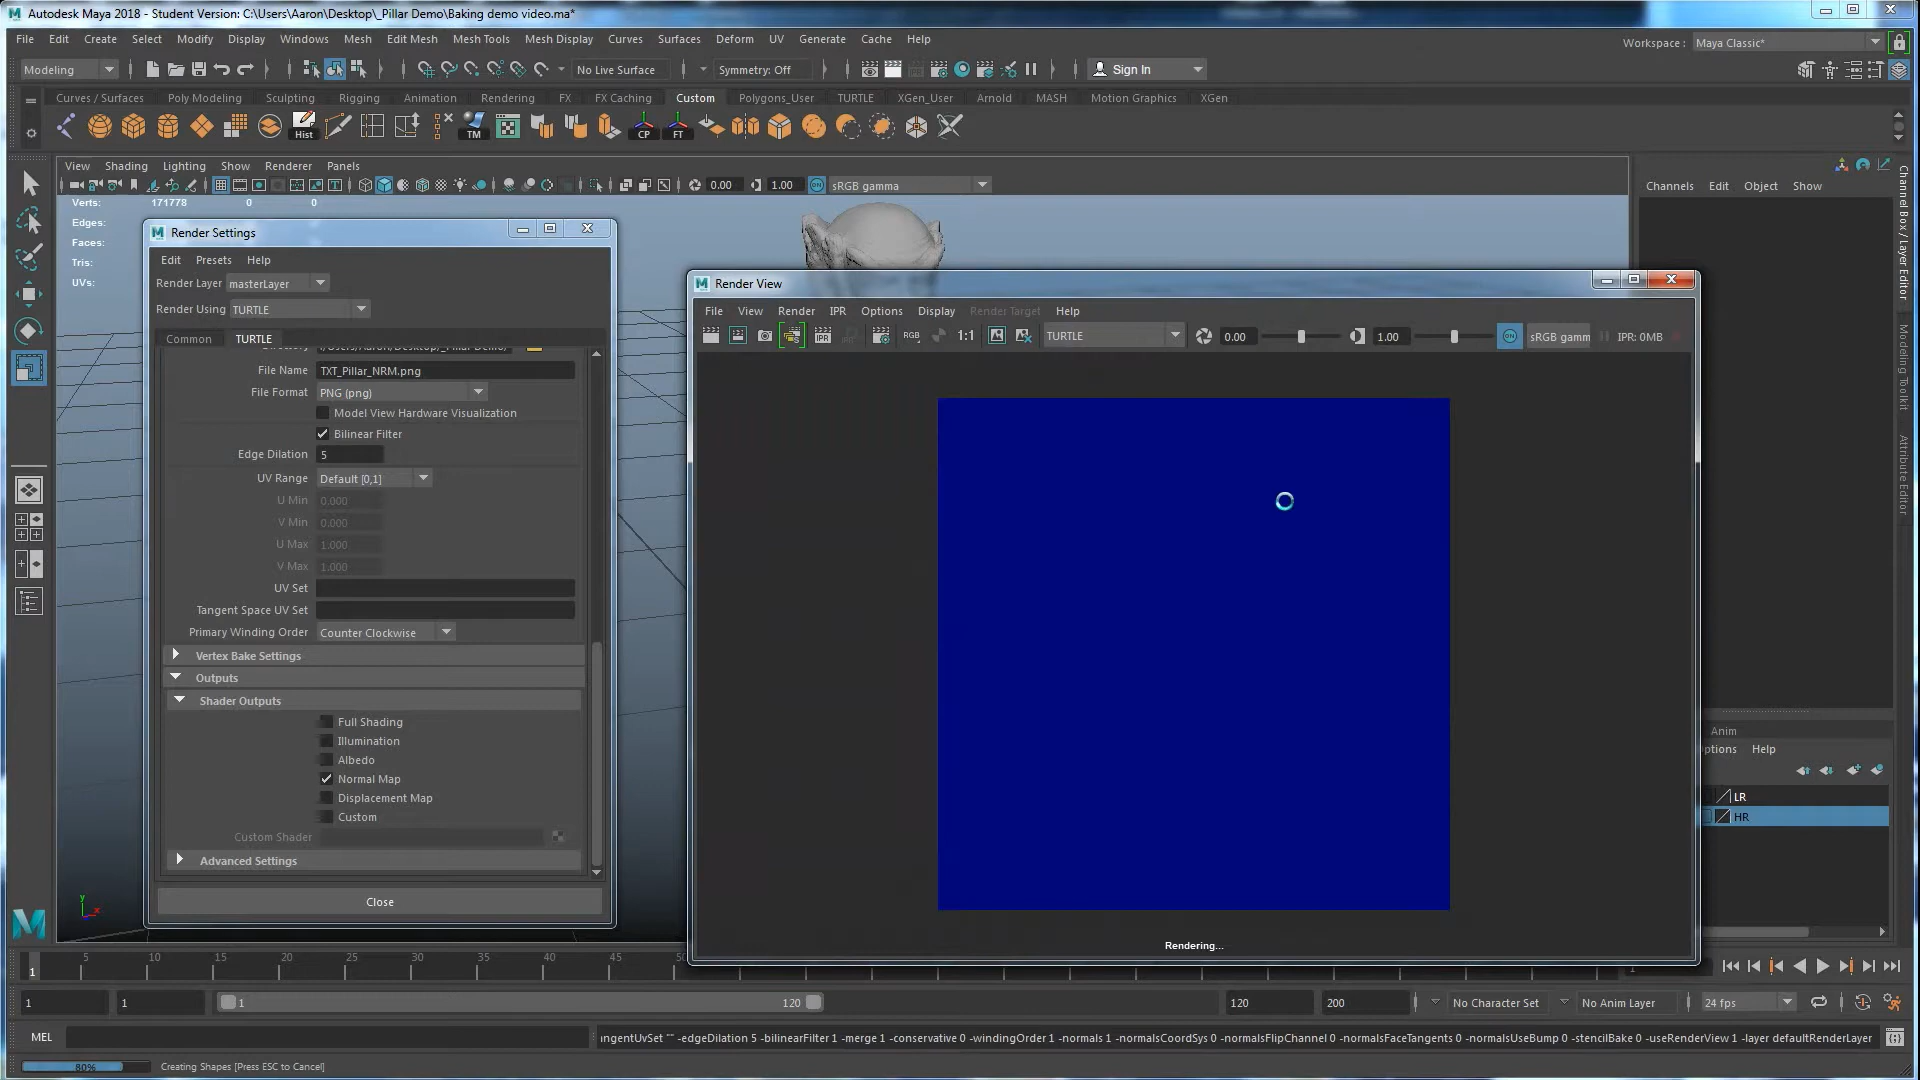 Autodesk Maya 2018 - Student Version: C:\Users\Aaron\Desktop\_Pillar Demo\Baking demo video.ma*
File Edit Create Select Modify Display Windows Mesh Edit Mesh Mesh Tools Mesh Display Curves Surfaces Deform UV Generate Cache Help
Workspace : Maya Classic*
Modeling No Live Surface Symmetry: Off Sign In
Curves / Surfaces Poly Modeling Sculpting Rigging Animation Rendering FX FX Caching Custom Polygons_User TURTLE XGen_User Arnold MASH Motion Graphics XGen
Hist TM CP FT
View Shading Lighting Show Renderer Panels
0.00 1.00 ON sRGB gamma
Channels Edit Object Show
Channel Box / Layer Editor
Modeling Toolkit
Attribute Editor
Verts: 171778 0 0
Edges:
Faces:
Tris:
UVs:
Render Settings
Edit Presets Help
Render Layer masterLayer
Render Using TURTLE
Common TURTLE
File Name TXT_Pillar_NRM.png
File Format PNG (png)
Model View Hardware Visualization
Bilinear Filter
Edge Dilation 5
UV Range Default [0,1]
U Min 0.000
V Min 0.000
U Max 1.000
V Max 1.000
UV Set
Tangent Space UV Set
Primary Winding Order Counter Clockwise
Vertex Bake Settings
Outputs
Shader Outputs
Full Shading
Illumination
Albedo
Normal Map
Displacement Map
Custom
Custom Shader
Advanced Settings
Close
Render View
File View Render IPR Options Display Render Target Help
IPR RGB 1:1 TURTLE 0.00 1.00 ON sRGB gamm IPR: 0MB
Rendering...
Anim
ptions Help
LR
HR
1 5 10 15 20 25 30 35 40 45 50
1 1 1 120 120 200 No Character Set No Anim Layer 24 fps
MEL ıngentUvSet "" -edgeDilation 5 -bilinearFilter 1 -merge 1 -conservative 0 -windingOrder 1 -normals 1 -normalsCoordSys 0 -normalsFlipChannel 0 -normalsFaceTangents 0 -normalsUseBump 0 -stencilBake 0 -useRenderView 1 -layer defaultRenderLayer
80% Creating Shapes [Press ESC to Cancel]